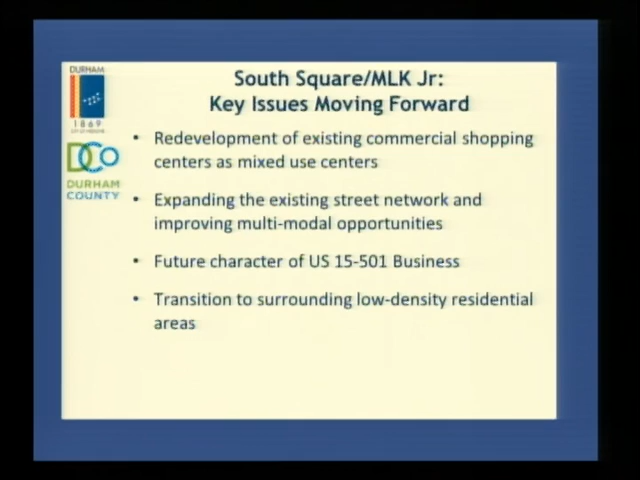 DURHAM
1869
DCo
DURHAM
COUNTY
South Square/MLK Jr:
Key Issues Moving Forward
• Redevelopment of existing commercial shopping
centers as mixed use centers
• Expanding the existing street network and
improving multi-modal opportunities
• Future character of US 15-501 Business
• Transition to surrounding low-density residential
areas